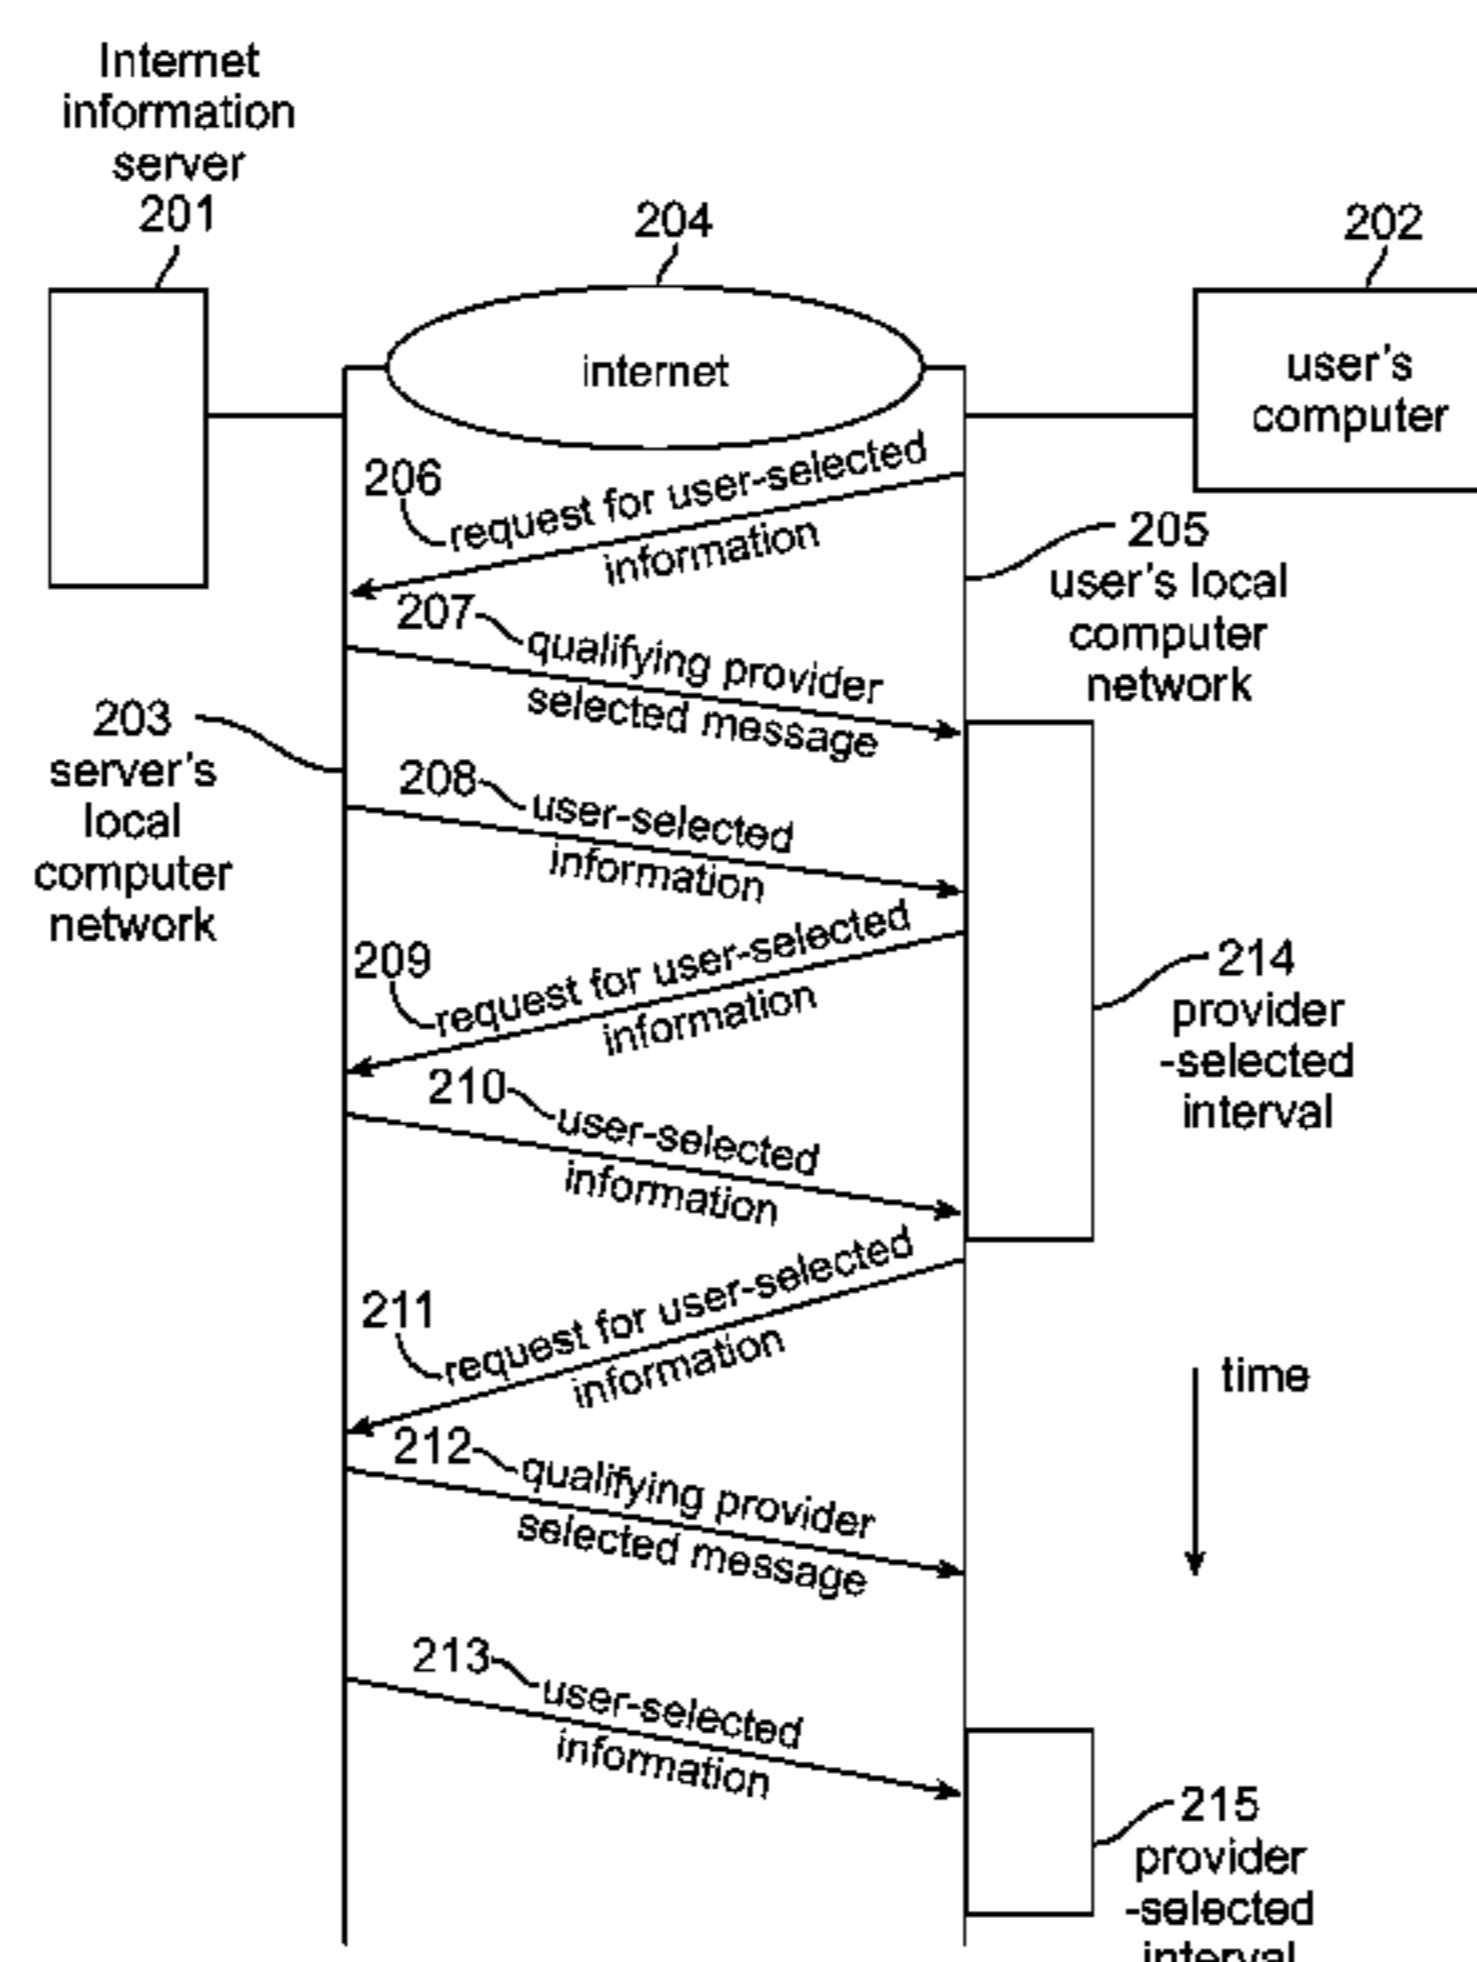 Internet
information
server
201
204
202
internet
user's
computer
206
request for user-selected
information
205
user's local
computer
network
207
qualifying provider
selected message
203
server's
local
computer
network
208
user-selected
information
209
request for user-selected
information
214
provider
-selected
interval
210
user-selected
information
211
request for user-selected
information
time
212
qualifying provider
selected message
213
user-selected
information
215
provider
-selected
interval